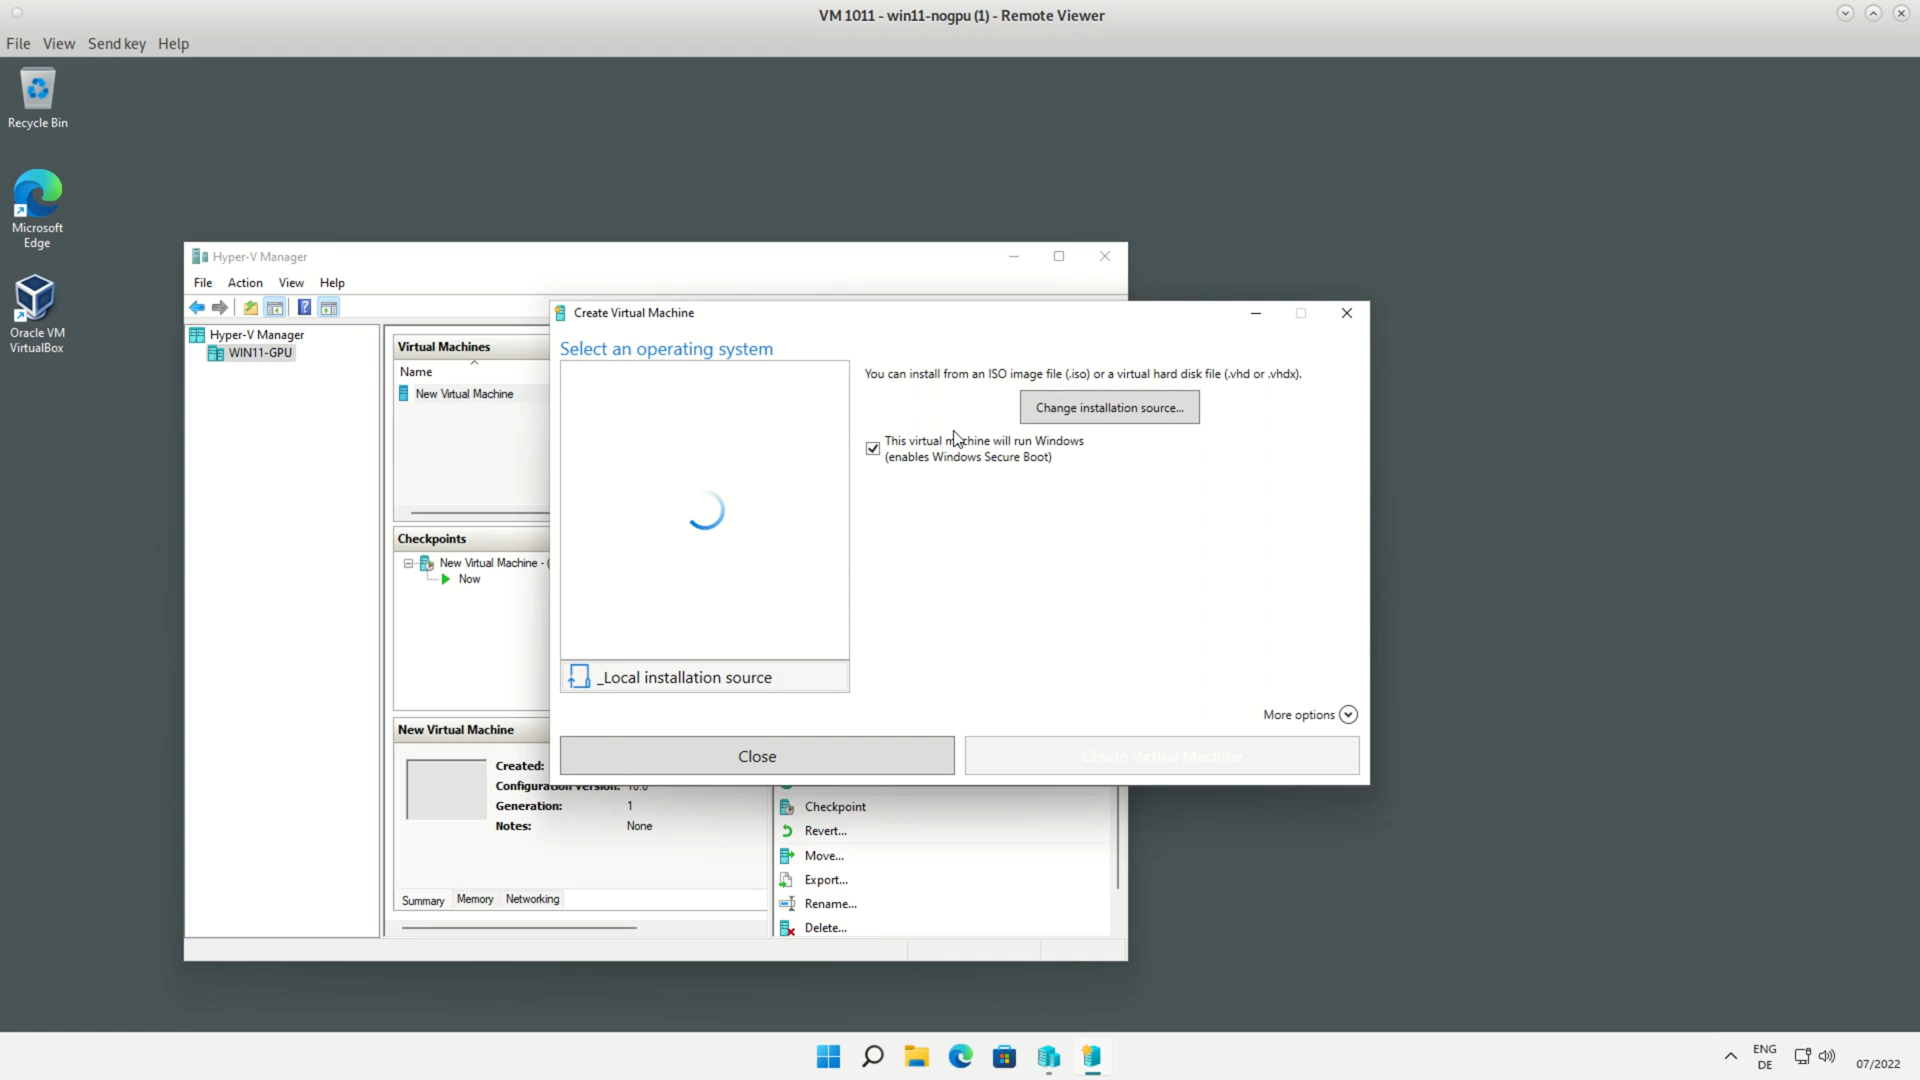 VM 1011 - win11-nogpu (1) - Remote Viewer
File View Send key Help
Recycle Bin
Microsoft
Edge
Oracle VM
VirtualBox
Hyper-V Manager
File Action View Help
Hyper-V Manager
WIN11-GPU
Virtual Machines
Name
New Virtual Machine
Checkpoints
New Virtual Machine - (
Now
New Virtual Machine
Created:
Configuration Version: 10.0
Generation: 1
Notes: None
Summary Memory Networking
Create Virtual Machine
Select an operating system
_Local installation source
You can install from an ISO image file (.iso) or a virtual hard disk file (.vhd or .vhdx).
Change installation source...
This virtual machine will run Windows
(enables Windows Secure Boot)
More options
Close
Create Virtual Machine
Checkpoint
Revert...
Move...
Export...
Rename...
Delete...
ENG
DE
07/2022